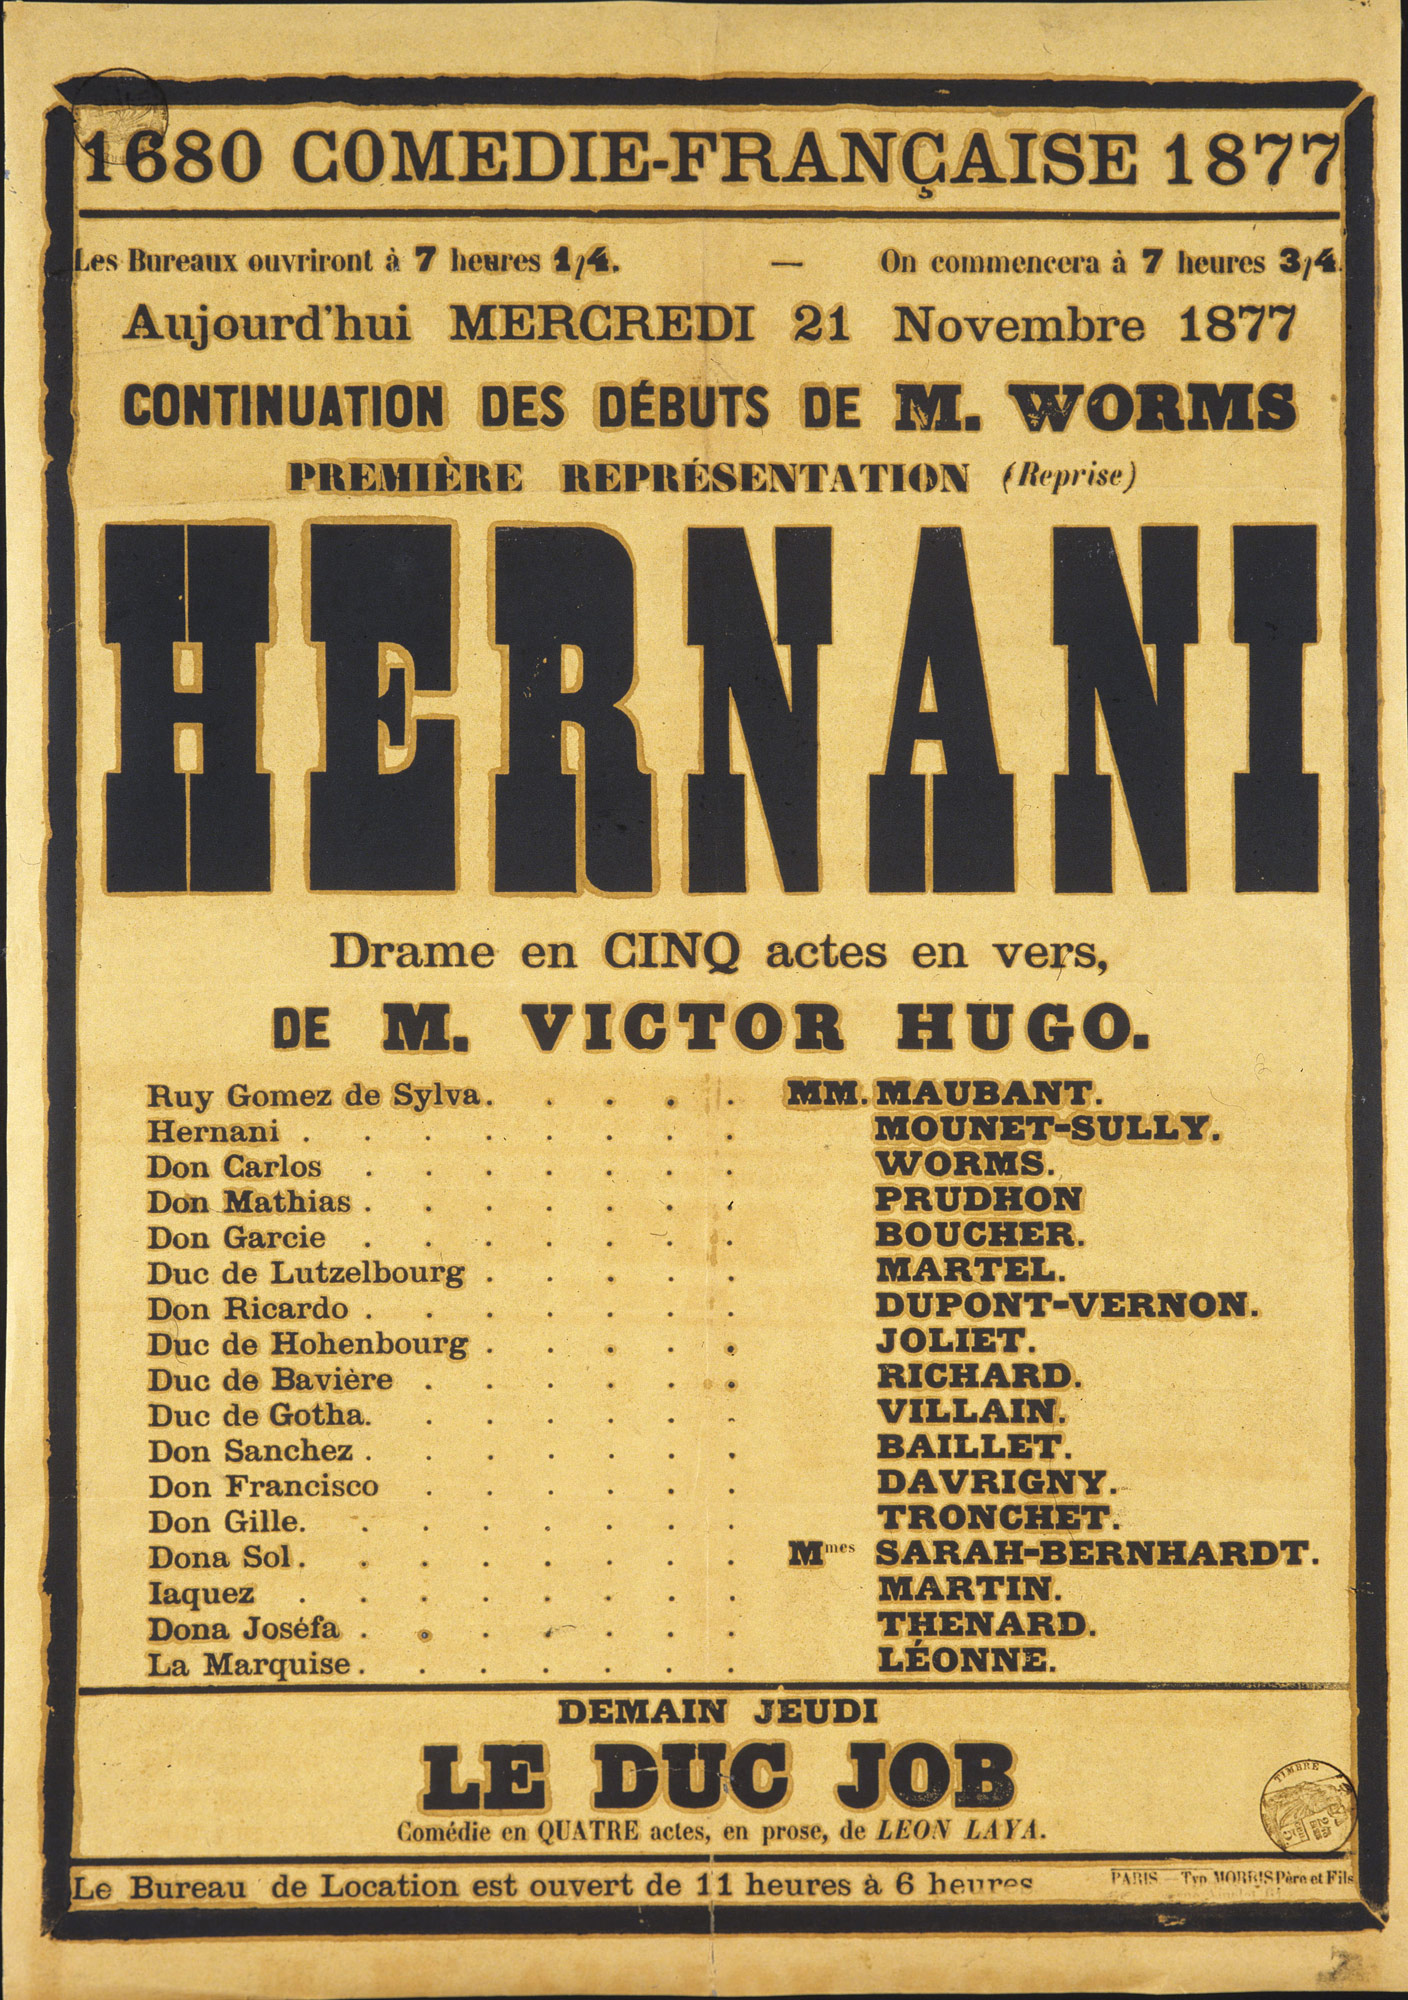 1680 COMEDIE-FRANÇAISE 1877
Les Bureaux ouvriront à 7 heures 1/4. — On commencera à 7 heures 3/4.
Aujourd'hui MERCREDI 21 Novembre 1877
CONTINUATION DES DÉBUTS DE M. WORMS
PREMIÈRE REPRÉSENTATION (Reprise)
HERNANI
Drame en CINQ actes en vers,
DE M. VICTOR HUGO.
Ruy Gomez de Sylva. . . . . MM. MAUBANT.
Hernani . . . . . . . . MOUNET-SULLY.
Don Carlos . . . . . . . WORMS.
Don Mathias . . . . . . . PRUDHON
Don Garcie . . . . . . . BOUCHER.
Duc de Lutzelbourg . . . . . MARTEL.
Don Ricardo . . . . . . . DUPONT-VERNON.
Duc de Hohenbourg . . . . . JOLIET.
Duc de Bavière . . . . . . RICHARD.
Duc de Gotha. . . . . . . VILLAIN.
Don Sanchez . . . . . . . BAILLET.
Don Francisco . . . . . . DAVRIGNY.
Don Gille. . . . . . . . TRONCHET.
Dona Sol. . . . . . . . Mmes SARAH-BERNHARDT.
Iaquez . . . . . . . . MARTIN.
Dona Joséfa . . . . . . . THENARD.
La Marquise . . . . . . . LÉONNE.
DEMAIN JEUDI
LE DUC JOB
Comédie en QUATRE actes, en prose, de LEON LAYA.
TIMBRE
Le Bureau de Location est ouvert de 11 heures à 6 heures
PARIS — Typ MORRIS Père et Fils